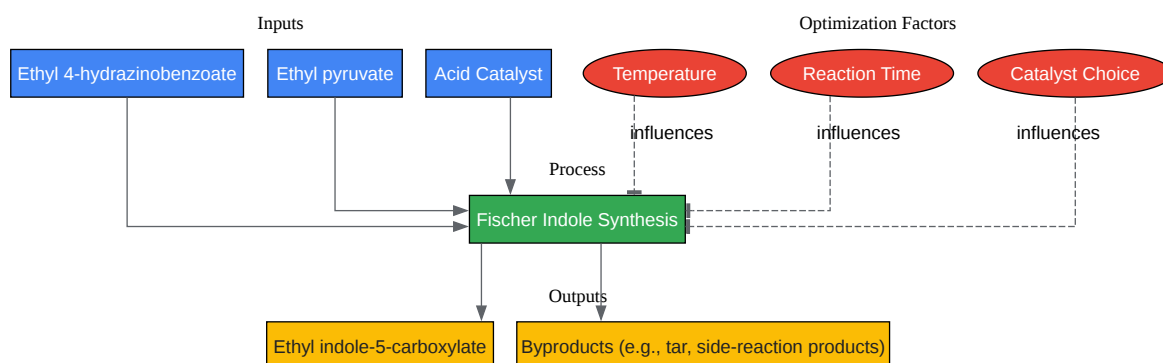 Inputs
Optimization Factors
Ethyl 4-hydrazinobenzoate
Ethyl pyruvate
Acid Catalyst
Temperature
Reaction Time
Catalyst Choice
influences
influences
influences
Process
Fischer Indole Synthesis
Outputs
Ethyl indole-5-carboxylate
Byproducts (e.g., tar, side-reaction products)